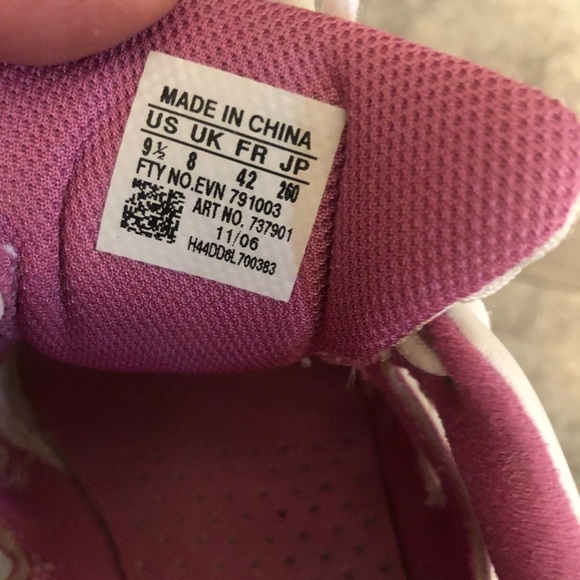 MADE IN CHINA
US UK FR JP
9½ 8 42 260
FTY NO.EVN 791003
ART NO. 737901
11/06
H44DD6L700383